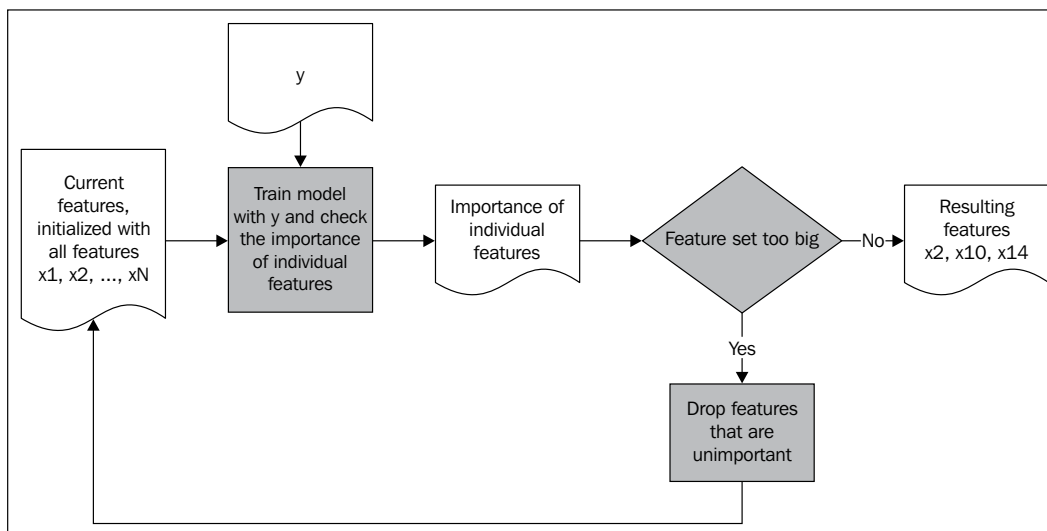 y
Current
features,
initialized with
all features
x1, x2, ..., xN
Train model
with y and check
the importance
of individual
features
Importance of
individual
features
Feature set too big
No
Resulting
features
x2, x10, x14
Yes
Drop features
that are
unimportant